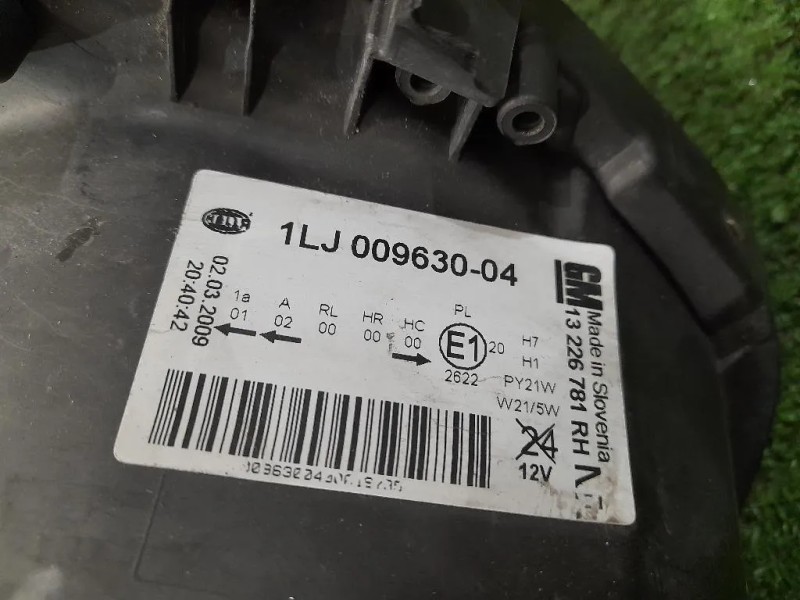 HELLA
1LJ 009630-04
02.03.2009
20:40:42
1a A RL HR HC PL
01 02 00 00 00
E1 20
2622
H7
H1
PY21W
W21/5W
12V
GM
13 226 781 RH
Made in Slovenia